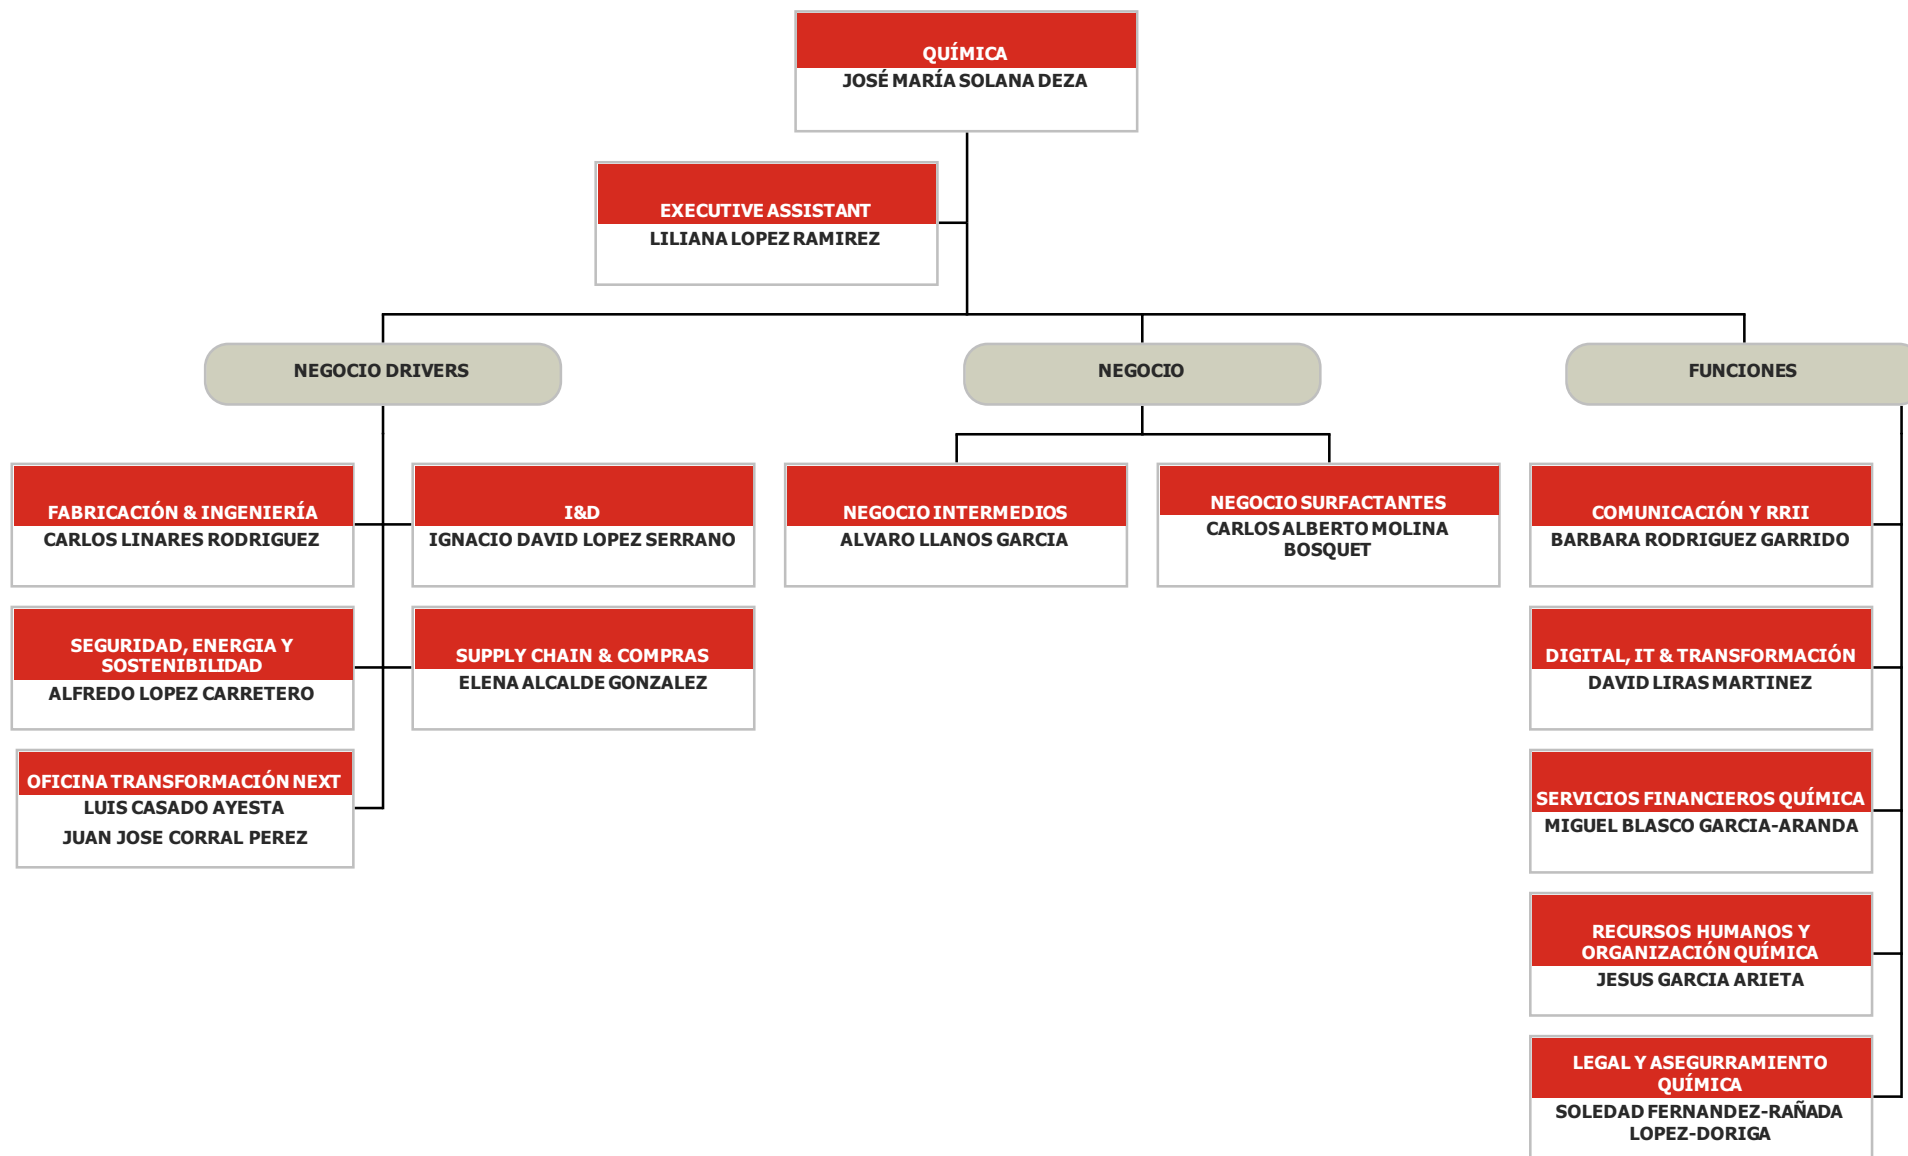 QUÍMICA
JOSÉ MARÍA SOLANA DEZA
EXECUTIVE ASSISTANT
LILIANA LOPEZ RAMIREZ
NEGOCIO DRIVERS
NEGOCIO
FUNCIONES
FABRICACIÓN & INGENIERÍA
CARLOS LINARES RODRIGUEZ
I&D
IGNACIO DAVID LOPEZ SERRANO
NEGOCIO INTERMEDIOS
ALVARO LLANOS GARCIA
NEGOCIO SURFACTANTES
CARLOS ALBERTO MOLINA
BOSQUET
COMUNICACIÓN Y RRII
BARBARA RODRIGUEZ GARRIDO
SEGURIDAD, ENERGIA Y
SOSTENIBILIDAD
ALFREDO LOPEZ CARRETERO
SUPPLY CHAIN & COMPRAS
ELENA ALCALDE GONZALEZ
DIGITAL, IT & TRANSFORMACIÓN
DAVID LIRAS MARTINEZ
OFICINA TRANSFORMACIÓN NEXT
LUIS CASADO AYESTA
JUAN JOSE CORRAL PEREZ
SERVICIOS FINANCIEROS QUÍMICA
MIGUEL BLASCO GARCIA-ARANDA
RECURSOS HUMANOS Y
ORGANIZACIÓN QUÍMICA
JESUS GARCIA ARIETA
LEGAL Y ASEGURRAMIENTO
QUÍMICA
SOLEDAD FERNANDEZ-RAÑADA
LOPEZ-DORIGA